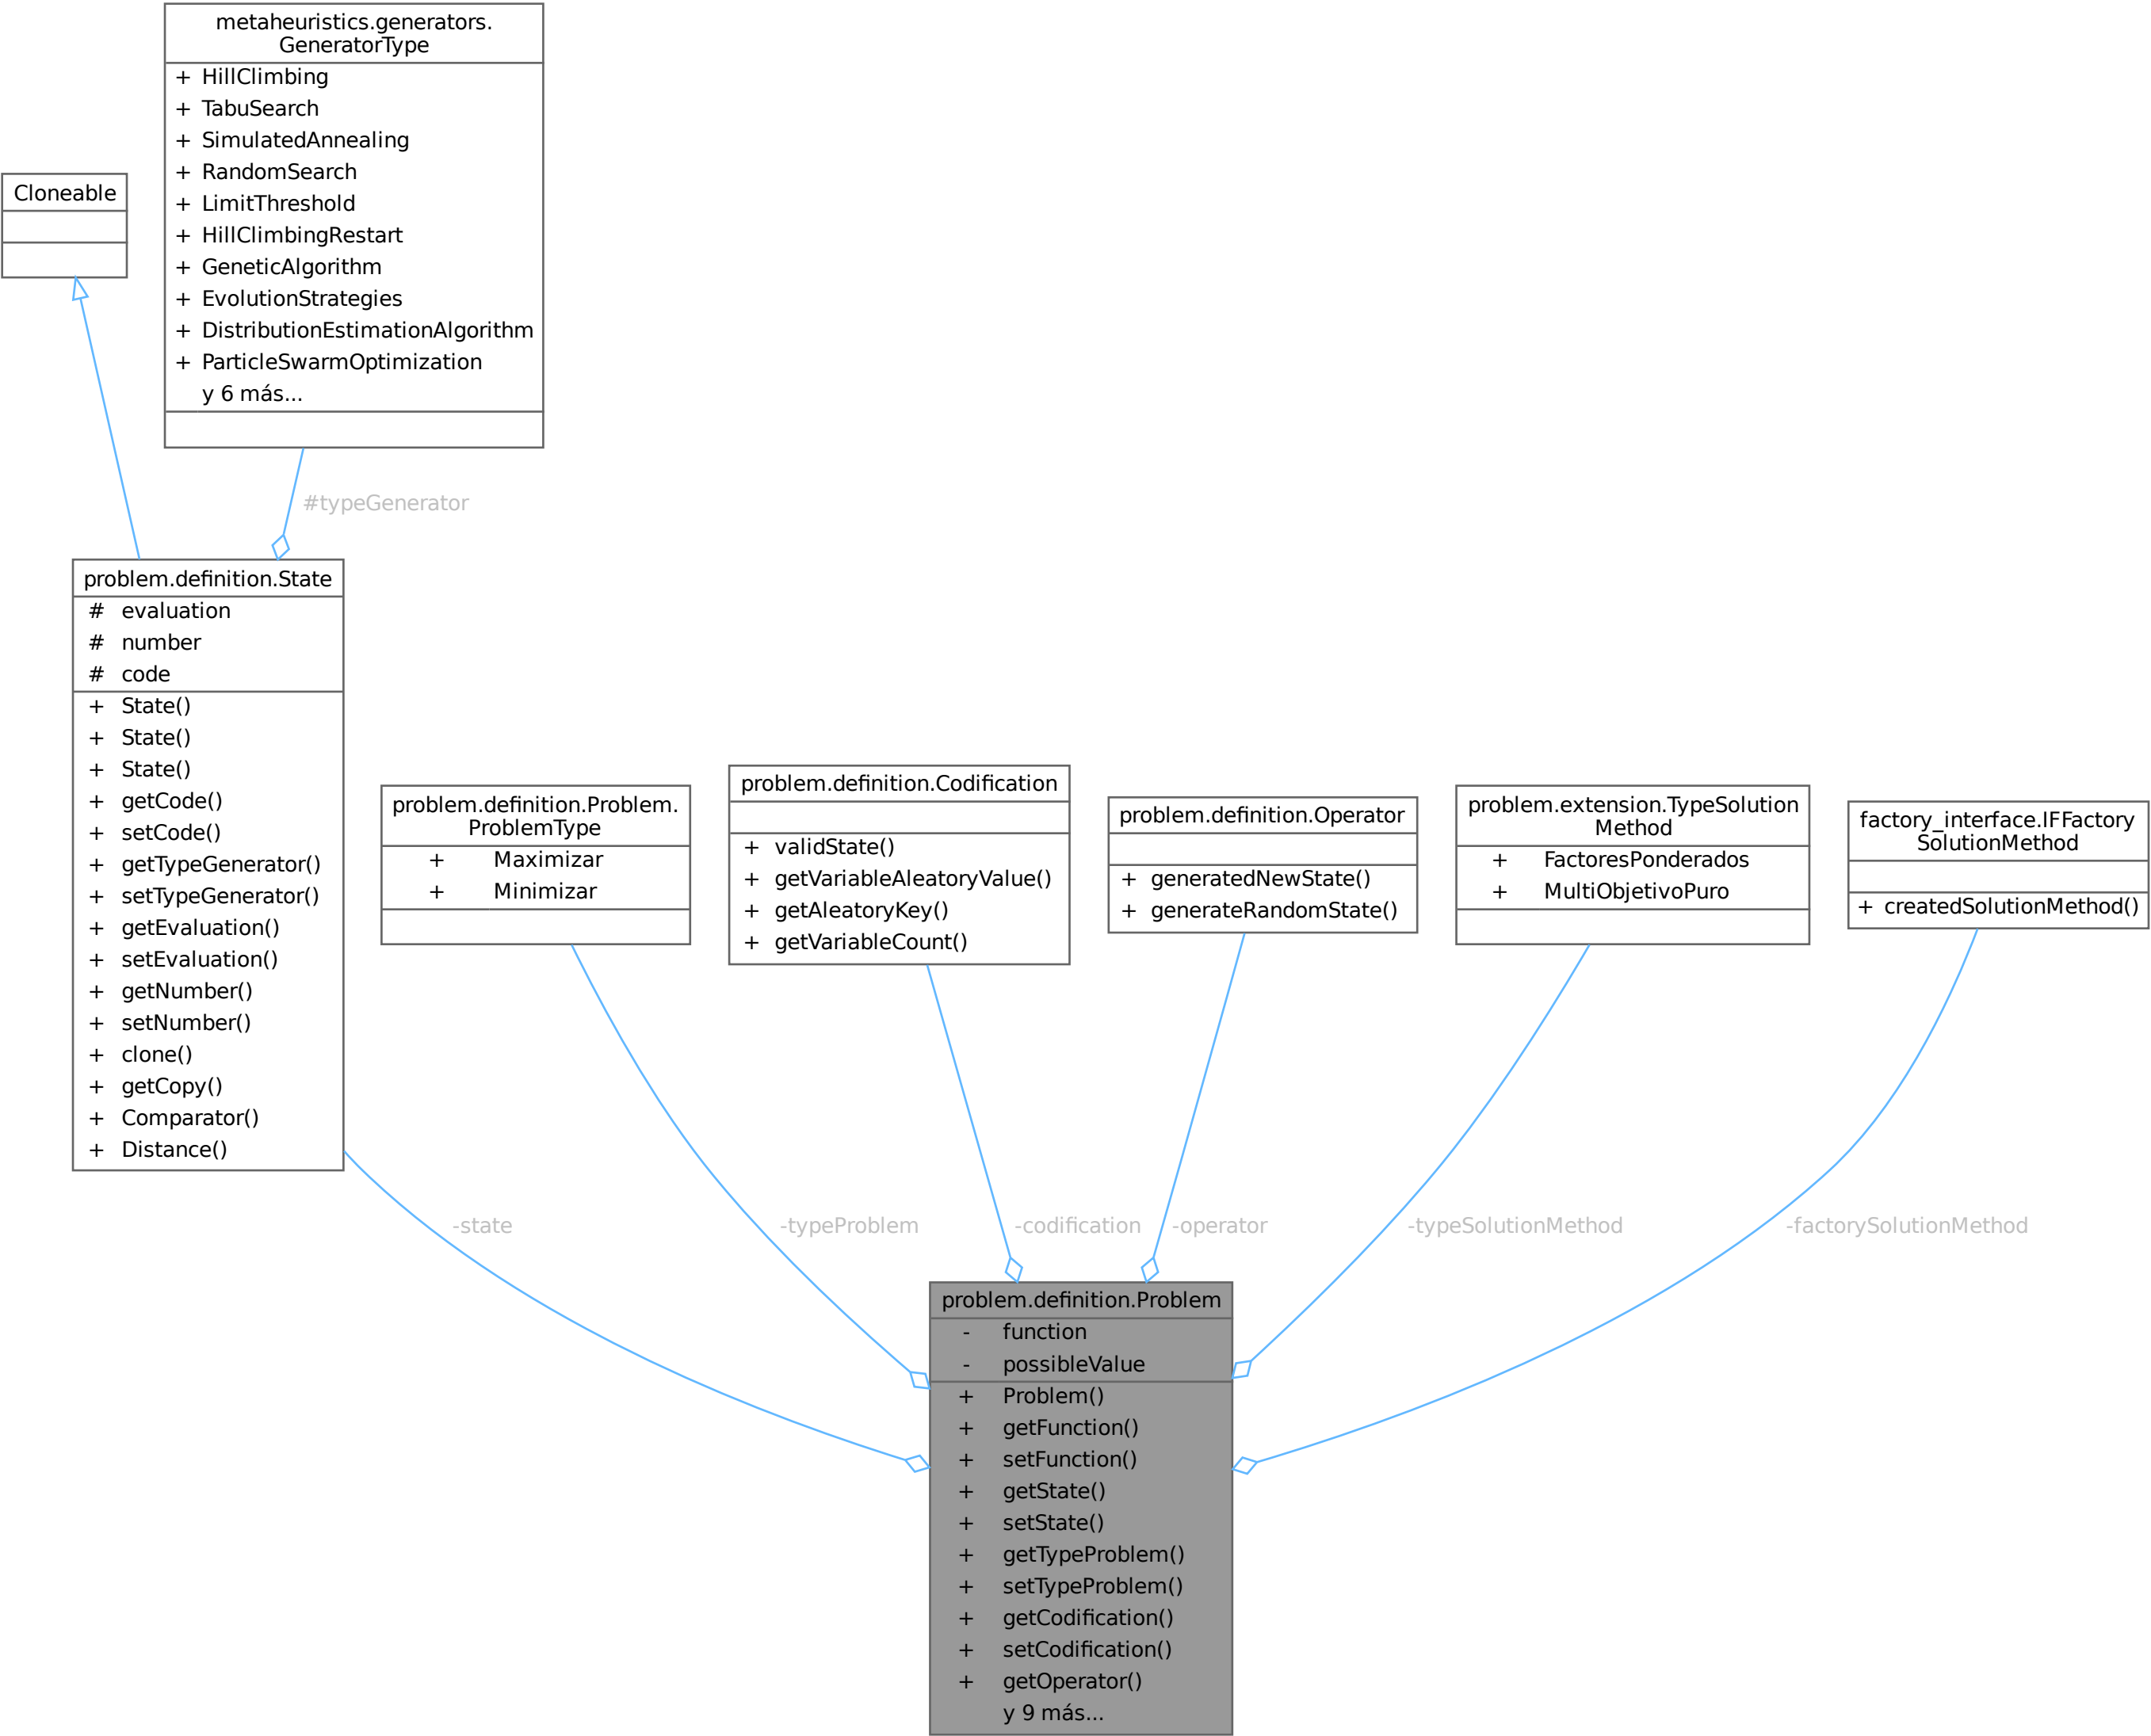 metaheuristics.generators.
GeneratorType
+ HillClimbing
+ TabuSearch
+ SimulatedAnnealing
+ RandomSearch
+ LimitThreshold
+ HillClimbingRestart
+ GeneticAlgorithm
+ EvolutionStrategies
+ DistributionEstimationAlgorithm
+ ParticleSwarmOptimization
y 6 más...
Cloneable
#typeGenerator
problem.definition.State
# evaluation
# number
# code
+ State()
+ State()
+ State()
+ getCode()
+ setCode()
+ getTypeGenerator()
+ setTypeGenerator()
+ getEvaluation()
+ setEvaluation()
+ getNumber()
+ setNumber()
+ clone()
+ getCopy()
+ Comparator()
+ Distance()
problem.definition.Problem.
ProblemType
+ Maximizar
+ Minimizar
problem.definition.Codification
+ validState()
+ getVariableAleatoryValue()
+ getAleatoryKey()
+ getVariableCount()
problem.definition.Operator
+ generatedNewState()
+ generateRandomState()
problem.extension.TypeSolution
Method
+ FactoresPonderados
+ MultiObjetivoPuro
factory_interface.IFFactory
SolutionMethod
+ createdSolutionMethod()
-state
-typeProblem
-codification
-operator
-typeSolutionMethod
-factorySolutionMethod
problem.definition.Problem
- function
- possibleValue
+ Problem()
+ getFunction()
+ setFunction()
+ getState()
+ setState()
+ getTypeProblem()
+ setTypeProblem()
+ getCodification()
+ setCodification()
+ getOperator()
y 9 más...